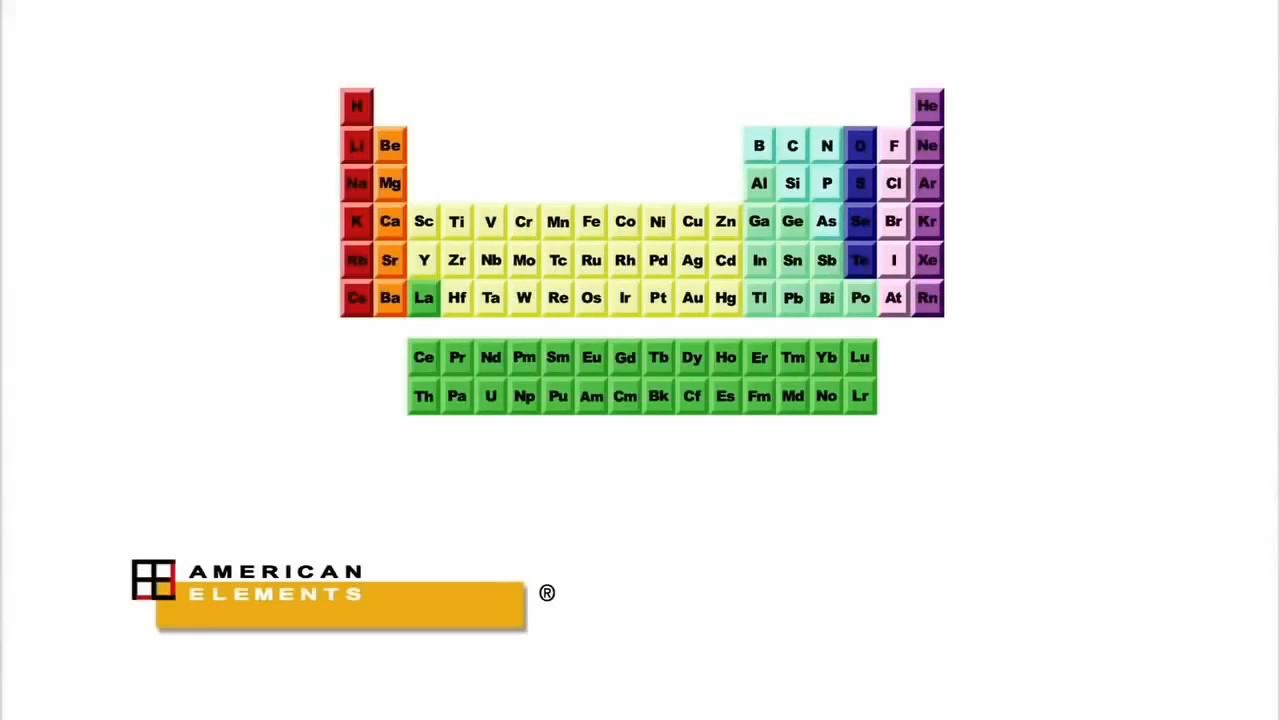 H He
Li Be B C N O F Ne
Na Mg Al Si P S Cl Ar
K Ca Sc Ti V Cr Mn Fe Co Ni Cu Zn Ga Ge As Se Br Kr
Rb Sr Y Zr Nb Mo Tc Ru Rh Pd Ag Cd In Sn Sb Te I Xe
Cs Ba La Hf Ta W Re Os Ir Pt Au Hg Tl Pb Bi Po At Rn
Ce Pr Nd Pm Sm Eu Gd Tb Dy Ho Er Tm Yb Lu
Th Pa U Np Pu Am Cm Bk Cf Es Fm Md No Lr
AMERICAN
ELEMENTS ®